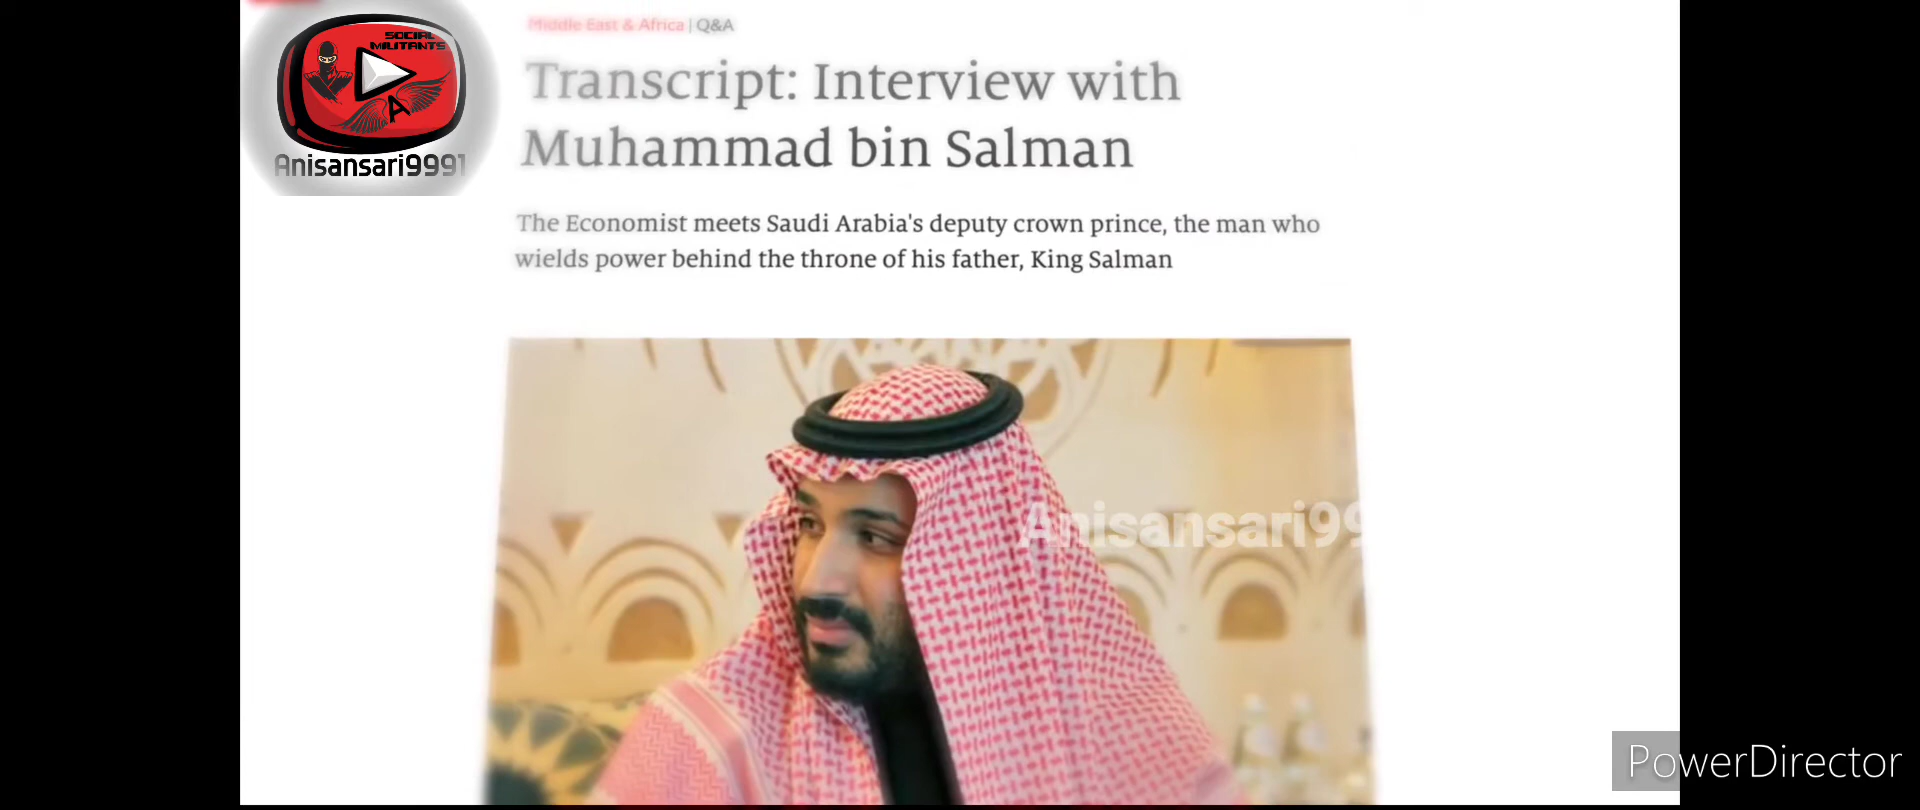 SOCIAL
MILITANTS
A
Anisansari9991
Middle East & Africa | Q&A
Transcript: Interview with
Muhammad bin Salman
The Economist meets Saudi Arabia's deputy crown prince, the man who
wields power behind the throne of his father, King Salman
Anisansari99
PowerDirector